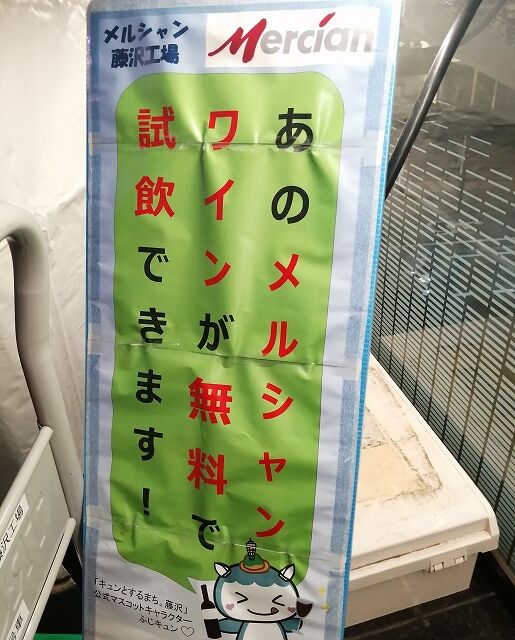 メルシャン
藤沢工場
Mercian
あのメルシャン
ワインが無料で
試飲できます！
「キュンとするまち。藤沢」
公式マスコットキャラクター
ふじキュン♡